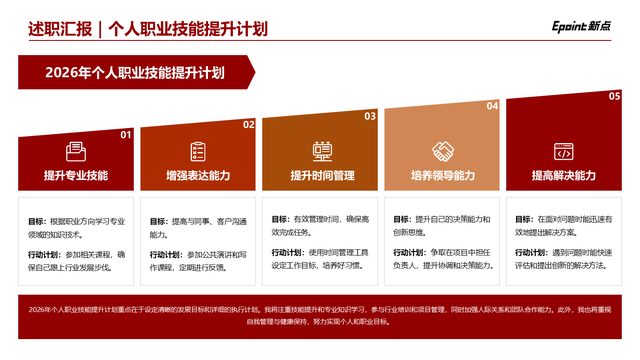 述职汇报｜个人职业技能提升计划
Epoint新点
2026年个人职业技能提升计划
01
提升专业技能
目标：根据职业方向学习专业
领域的知识技术。
行动计划：参加相关课程，确
保自己跟上行业发展步伐。
02
增强表达能力
目标：提高与同事、客户沟通
能力。
行动计划：参加公共演讲和写
作课程，定期进行反馈。
03
提升时间管理
目标：有效管理时间，确保高
效完成任务。
行动计划：使用时间管理工具
设定工作目标，培养好习惯。
04
培养领导能力
目标：提升自己的决策能力和
创新思维。
行动计划：争取在项目中担任
负责人，提升协调和决策能力。
05
提高解决能力
目标：在面对问题时能迅速有
效地提出解决方案。
行动计划：遇到问题时能快速
评估和提出创新的解决方法。
2026年个人职业技能提升计划重点在于设定清晰的发展目标和详细的执行计划。我将注重技能提升和专业知识学习，参与行业培训和项目管理，同时加强人际关系和团队合作能力。此外，我也将重视
自我管理与健康保持，努力实现个人和职业目标。